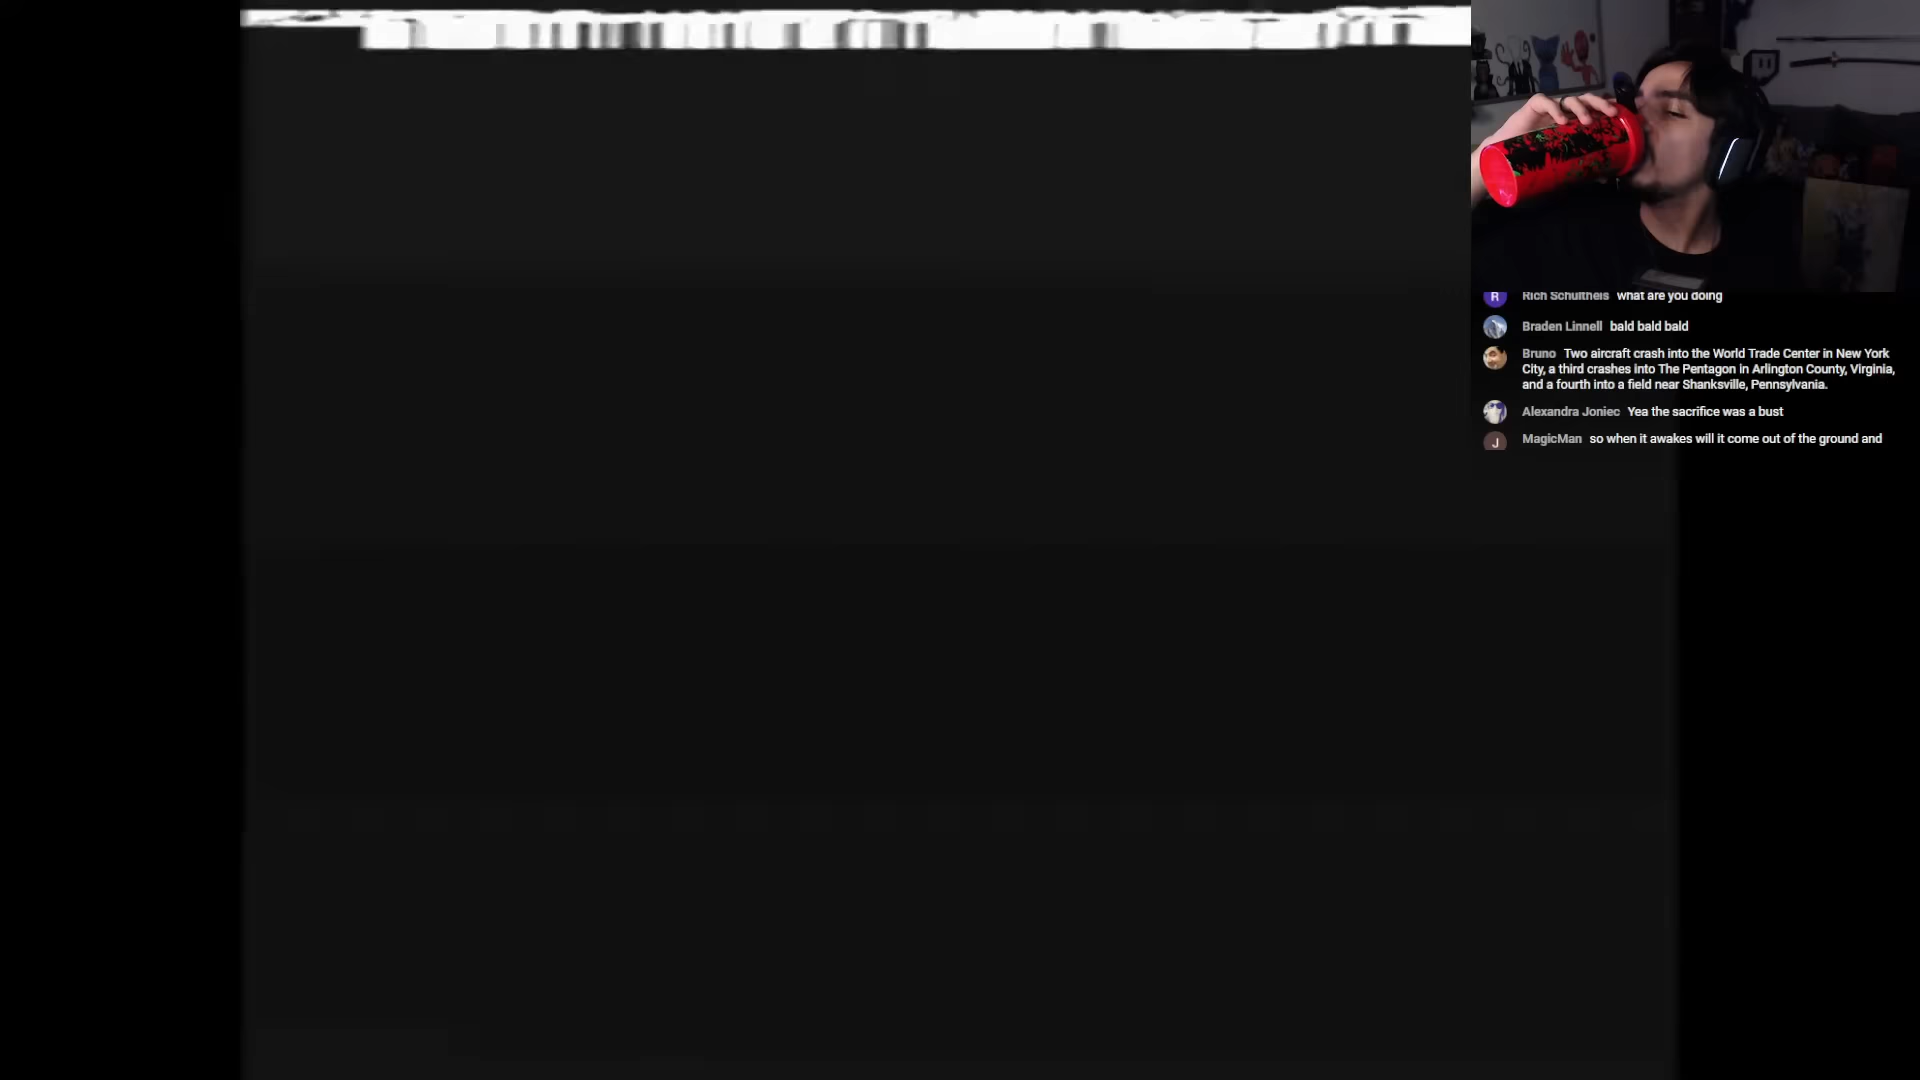 Rich Schultheis what are you doing
Braden Linnell bald bald bald
Bruno Two aircraft crash into the World Trade Center in New York
City, a third crashes into The Pentagon in Arlington County, Virginia,
and a fourth into a field near Shanksville, Pennsylvania.
Alexandra Joniec Yea the sacrifice was a bust
MagicMan so when it awakes will it come out of the ground and